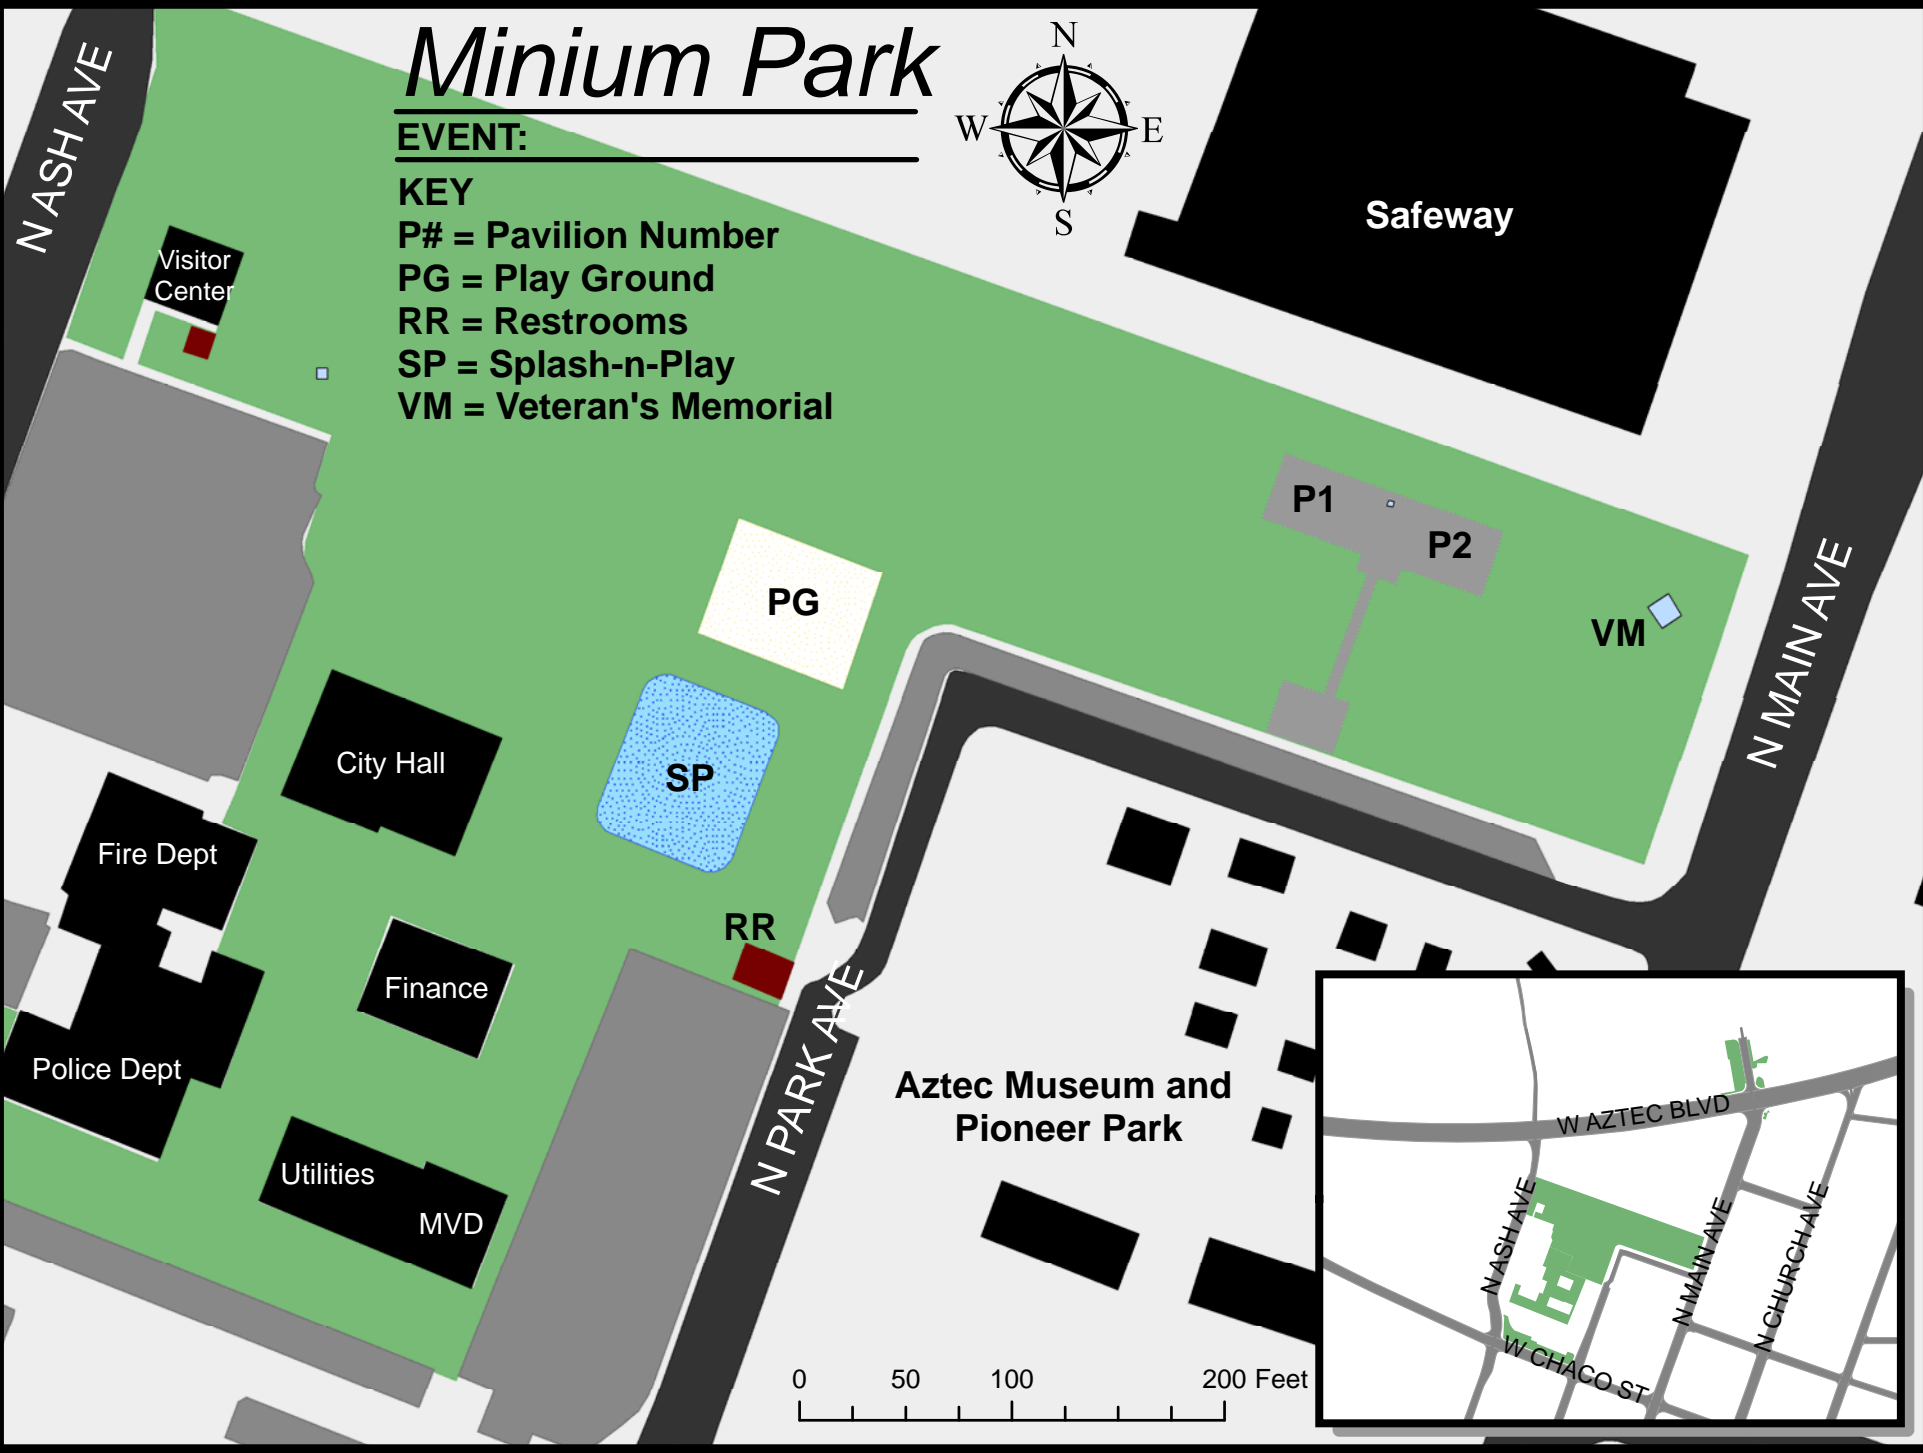 Minium Park
EVENT:
KEY
P# = Pavilion Number
PG = Play Ground
RR = Restrooms
SP = Splash-n-Play
VM = Veteran's Memorial
N
W
E
S
Safeway
N ASH AVE
Visitor
Center
P1
P2
PG
VM
N MAIN AVE
City Hall
SP
Fire Dept
RR
Finance
Police Dept
N PARK AVE
Aztec Museum and
Pioneer Park
Utilities
MVD
0 50 100 200 Feet
W AZTEC BLVD
N ASH AVE
N MAIN AVE
N CHURCH AVE
W CHACO ST